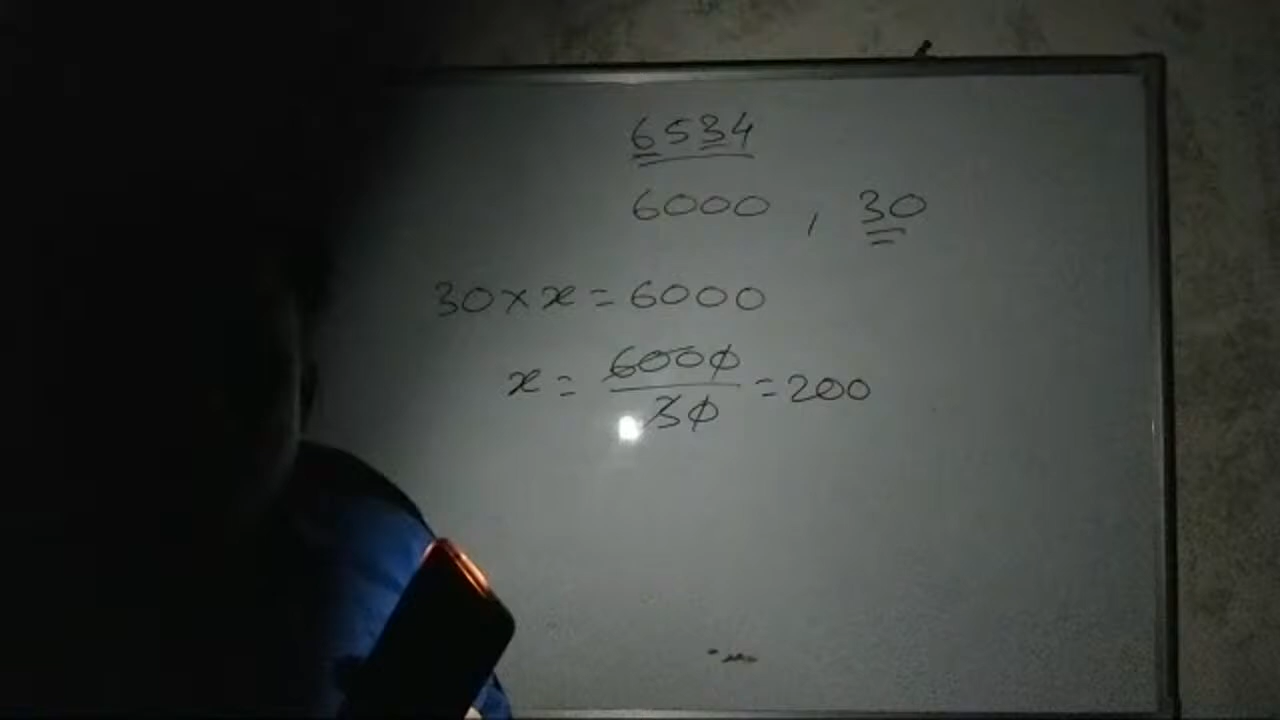 6534
6000 , 30
30 × x = 6000
x = 6000/30 = 200